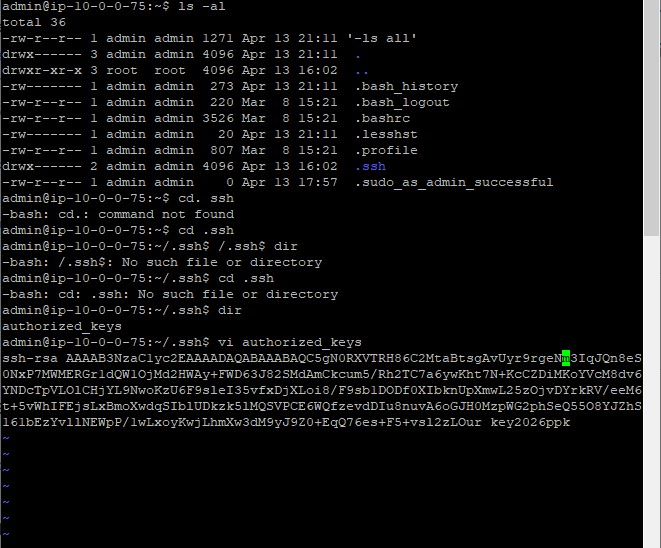 admin@ip-10-0-0-75:~$ ls -al
total 36
-rw-r--r-- 1 admin admin 1271 Apr 13 21:11 '-ls all'
drwx------ 3 admin admin 4096 Apr 13 21:11 .
drwxr-xr-x 3 root  root  4096 Apr 13 16:02 ..
-rw------- 1 admin admin  273 Apr 13 21:11 .bash_history
-rw-r--r-- 1 admin admin  220 Mar  8 15:21 .bash_logout
-rw-r--r-- 1 admin admin 3526 Mar  8 15:21 .bashrc
-rw------- 1 admin admin   20 Apr 13 21:11 .lesshst
-rw-r--r-- 1 admin admin  807 Mar  8 15:21 .profile
drwx------ 2 admin admin 4096 Apr 13 16:02 .ssh
-rw-r--r-- 1 admin admin    0 Apr 13 17:57 .sudo_as_admin_successful
admin@ip-10-0-0-75:~$ cd. ssh
-bash: cd.: command not found
admin@ip-10-0-0-75:~$ cd .ssh
admin@ip-10-0-0-75:~/.ssh$ /.ssh$ dir
-bash: /.ssh$: No such file or directory
admin@ip-10-0-0-75:~/.ssh$ cd .ssh
-bash: cd: .ssh: No such file or directory
admin@ip-10-0-0-75:~/.ssh$ dir
authorized_keys
admin@ip-10-0-0-75:~/.ssh$ vi authorized_keys
ssh-rsa AAAAB3NzaC1yc2EAAAADAQABAAABAQC5gN0RXVTRH86C2MtaBtsgAvUyr9rgeNm3IqJQn8eS
0NxP7MWMERGr1dQW1OjMd2HWAy+FWD63J82SMdAmCkcum5/Rh2TC7a6ywKht7N+KcCZDiMKoYVcM8dv6
YNDcTpVLO1CHjYL9NwoKzU6F9sleI35vfxDjXLoi8/F9sb1DODf0XIbknUpXmwL25zOjvDYrkRV/eeM6
t+5vWhIFEjsLxBmoXwdqSIblUDkzk5lMQSVPCE6WQfzevdDIu8nuvA6oGJH0MzpWG2phSeQ55O8YJZhS
161bEzYvllNEWpP/1wLxoyKwjLhmXw3dM9yJ9Z0+EqQ76es+F5+vsl2zLOur key2026ppk
~
~
~
~
~
~
~